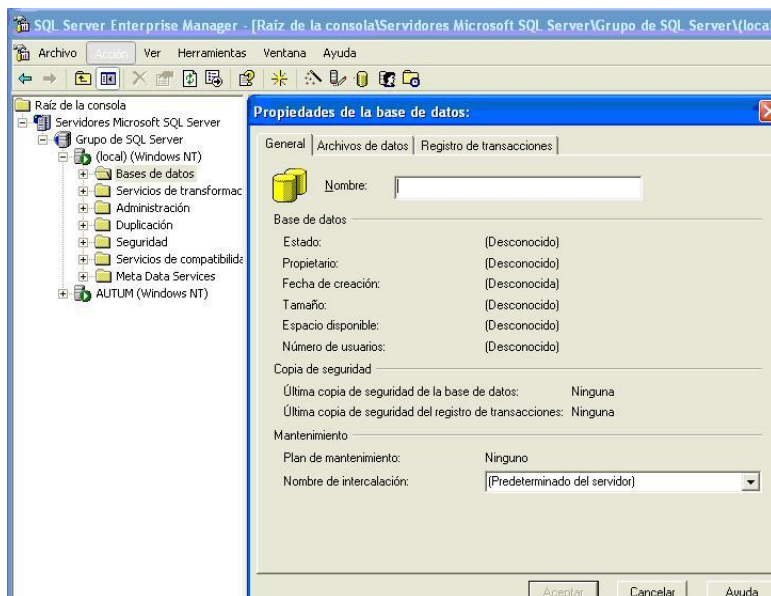 SQL Server Enterprise Manager - [Raíz de la consola\Servidores Microsoft SQL Server\Grupo de SQL Server\(local
Archivo Acción Ver Herramientas Ventana Ayuda
Raíz de la consola
Servidores Microsoft SQL Server
Grupo de SQL Server
(local) (Windows NT)
Bases de datos
Servicios de transformac
Administración
Duplicación
Seguridad
Servicios de compatibilida
Meta Data Services
AUTUM (Windows NT)
Propiedades de la base de datos:
General Archivos de datos Registro de transacciones
Nombre:
Base de datos
Estado: (Desconocido)
Propietario: (Desconocido)
Fecha de creación: (Desconocida)
Tamaño: (Desconocido)
Espacio disponible: (Desconocido)
Número de usuarios: (Desconocido)
Copia de seguridad
Última copia de seguridad de la base de datos: Ninguna
Última copia de seguridad del registro de transacciones: Ninguna
Mantenimiento
Plan de mantenimiento: Ninguno
Nombre de intercalación: (Predeterminado del servidor)
Aceptar Cancelar Ayuda